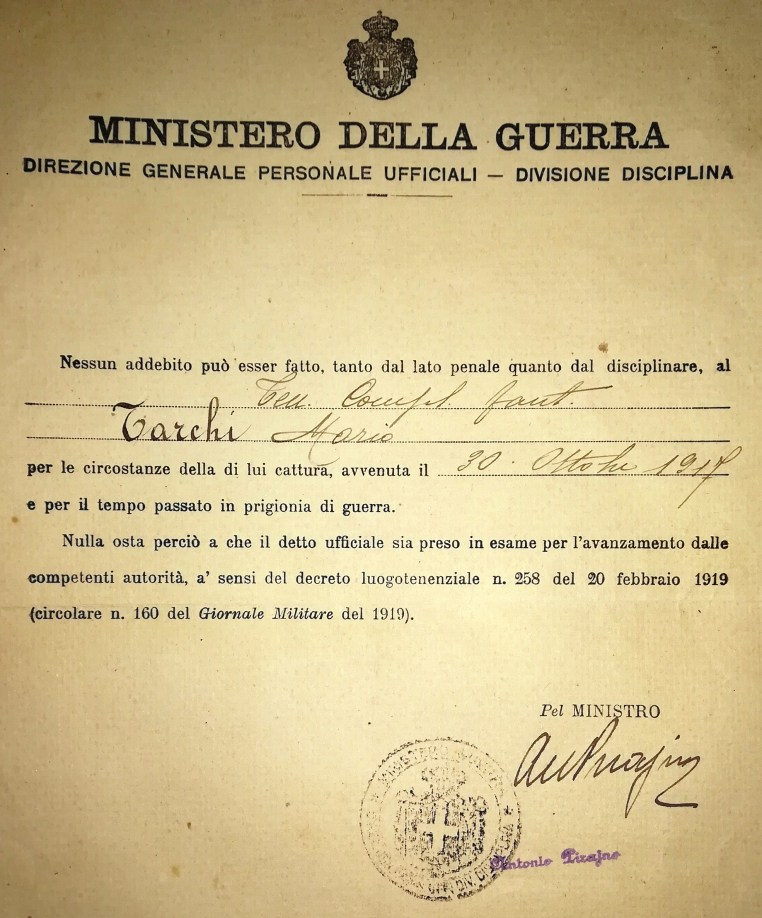 MINISTERO DELLA GUERRA
DIREZIONE GENERALE PERSONALE UFFICIALI — DIVISIONE DISCIPLINA
Nessun addebito può esser fatto, tanto dal lato penale quanto dal disciplinare, al
Ten. Compl. fant.
Tarchi Mario
per le circostanze della di lui cattura, avvenuta il 30 Ottobre 1917
e per il tempo passato in prigionia di guerra.
Nulla osta perciò a che il detto ufficiale sia preso in esame per l'avanzamento dalle
competenti autorità, a' sensi del decreto luogotenenziale n. 258 del 20 febbraio 1919
(circolare n. 160 del Giornale Militare del 1919).
Pel MINISTRO
Antonio Pirajno